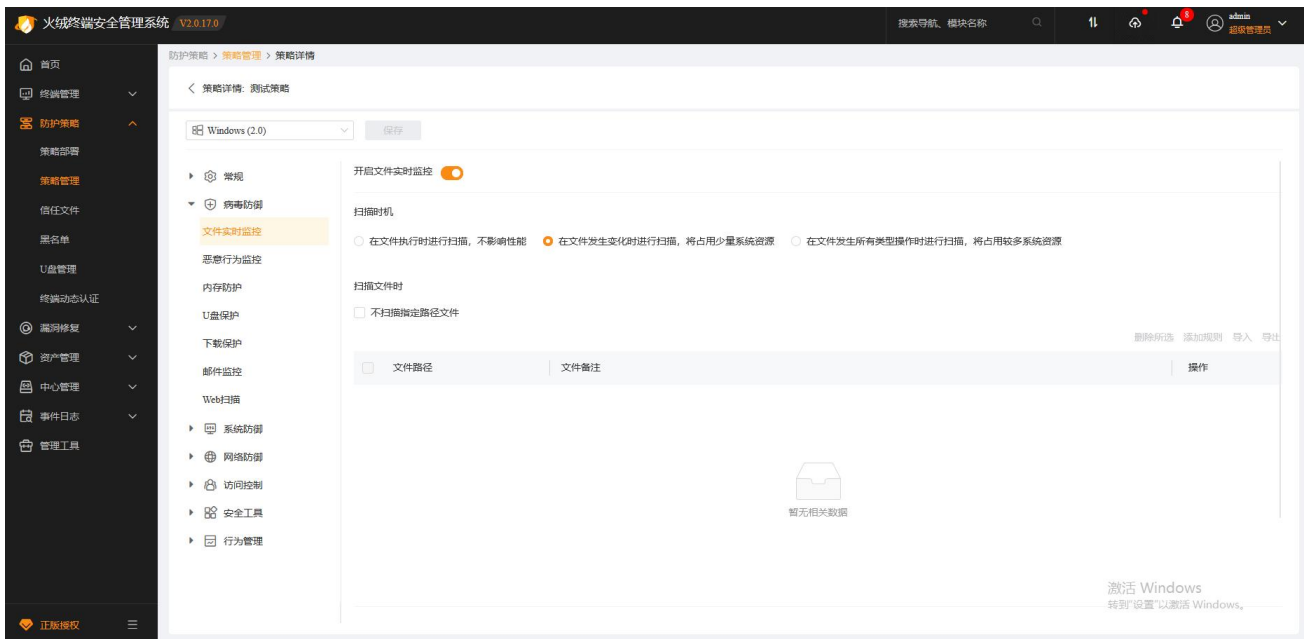 火绒终端安全管理系统 V2.0.17.0
搜索导航、模块名称
8
admin
超级管理员
首页
终端管理
防护策略
策略部署
策略管理
信任文件
黑名单
U盘管理
终端动态认证
漏洞修复
资产管理
中心管理
事件日志
管理工具
正版授权
防护策略 > 策略管理 > 策略详情
策略详情: 测试策略
Windows (2.0)
保存
常规
病毒防御
文件实时监控
恶意行为监控
内存防护
U盘保护
下载保护
邮件监控
Web扫描
系统防御
网络防御
访问控制
安全工具
行为管理
开启文件实时监控
扫描时机
在文件执行时进行扫描，不影响性能
在文件发生变化时进行扫描，将占用少量系统资源
在文件发生所有类型操作时进行扫描，将占用较多系统资源
扫描文件时
不扫描指定路径文件
删除所选 添加规则 导入 导出
文件路径 文件备注 操作
暂无相关数据
激活 Windows
转到"设置"以激活 Windows。